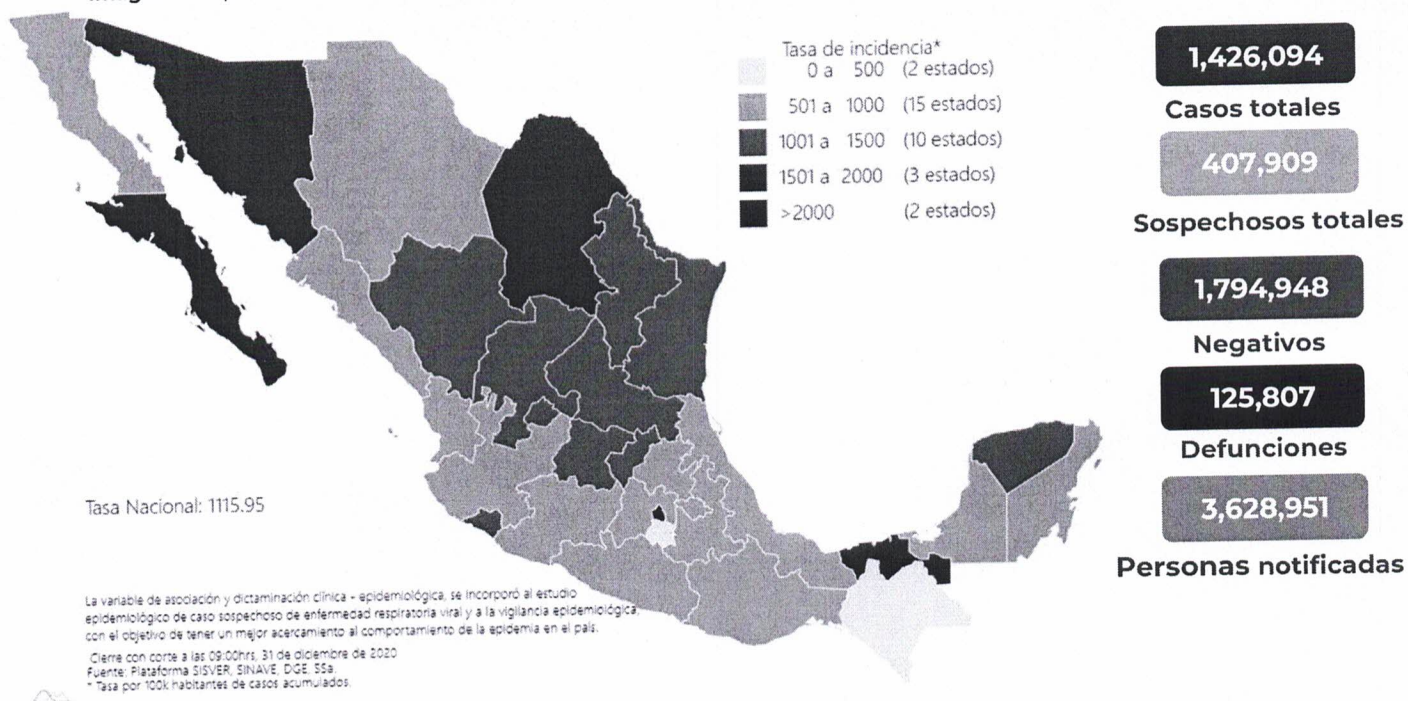 Tasa de incidencia*
0 a 500 (2 estados)
501 a 1000 (15 estados)
1001 a 1500 (10 estados)
1501 a 2000 (3 estados)
>2000 (2 estados)
1,426,094
Casos totales
407,909
Sospechosos totales
1,794,948
Negativos
125,807
Defunciones
3,628,951
Personas notificadas
Tasa Nacional: 1115.95
La variable de asociación y dictaminación clínica - epidemiológica, se incorporó al estudio
epidemiológico de caso sospechoso de enfermedad respiratoria viral y a la vigilancia epidemiológica,
con el objetivo de tener un mejor acercamiento al comportamiento de la epidemia en el país.
Cierre con corte a las 09:00hrs, 31 de diciembre de 2020
Fuente: Plataforma SISVER, SINAVE, DGE, SSa.
* Tasa por 100k habitantes de casos acumulados.